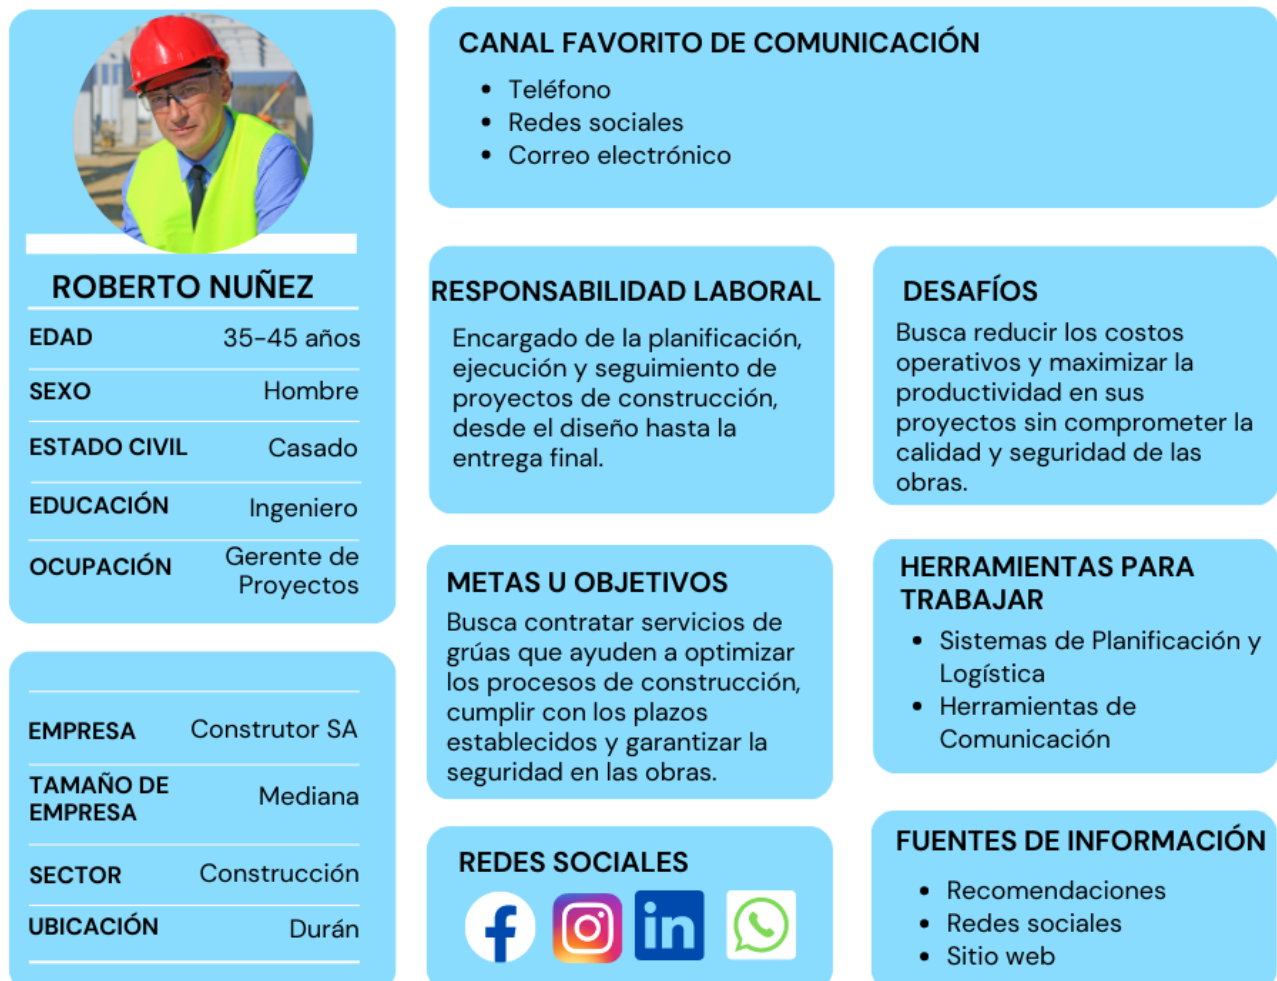 ROBERTO NUÑEZ
EDAD 35-45 años
SEXO Hombre
ESTADO CIVIL Casado
EDUCACIÓN Ingeniero
OCUPACIÓN Gerente de
Proyectos
EMPRESA Construtor SA
TAMAÑO DE
EMPRESA Mediana
SECTOR Construcción
UBICACIÓN Durán
CANAL FAVORITO DE COMUNICACIÓN
• Teléfono
• Redes sociales
• Correo electrónico
RESPONSABILIDAD LABORAL
Encargado de la planificación,
ejecución y seguimiento de
proyectos de construcción,
desde el diseño hasta la
entrega final.
DESAFÍOS
Busca reducir los costos
operativos y maximizar la
productividad en sus
proyectos sin comprometer la
calidad y seguridad de las
obras.
METAS U OBJETIVOS
Busca contratar servicios de
grúas que ayuden a optimizar
los procesos de construcción,
cumplir con los plazos
establecidos y garantizar la
seguridad en las obras.
HERRAMIENTAS PARA
TRABAJAR
• Sistemas de Planificación y
Logística
• Herramientas de
Comunicación
REDES SOCIALES
f
in
FUENTES DE INFORMACIÓN
• Recomendaciones
• Redes sociales
• Sitio web